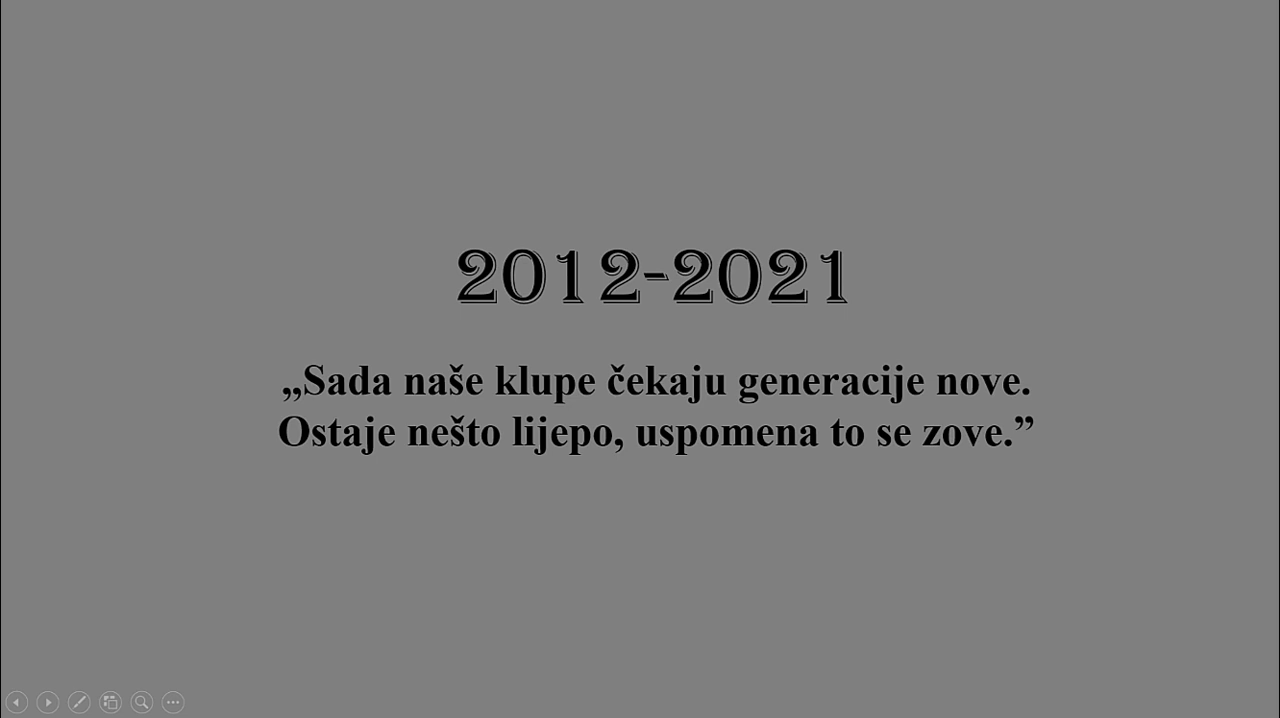 2012-2021
„Sada naše klupe čekaju generacije nove.
Ostaje nešto lijepo, uspomena to se zove.”